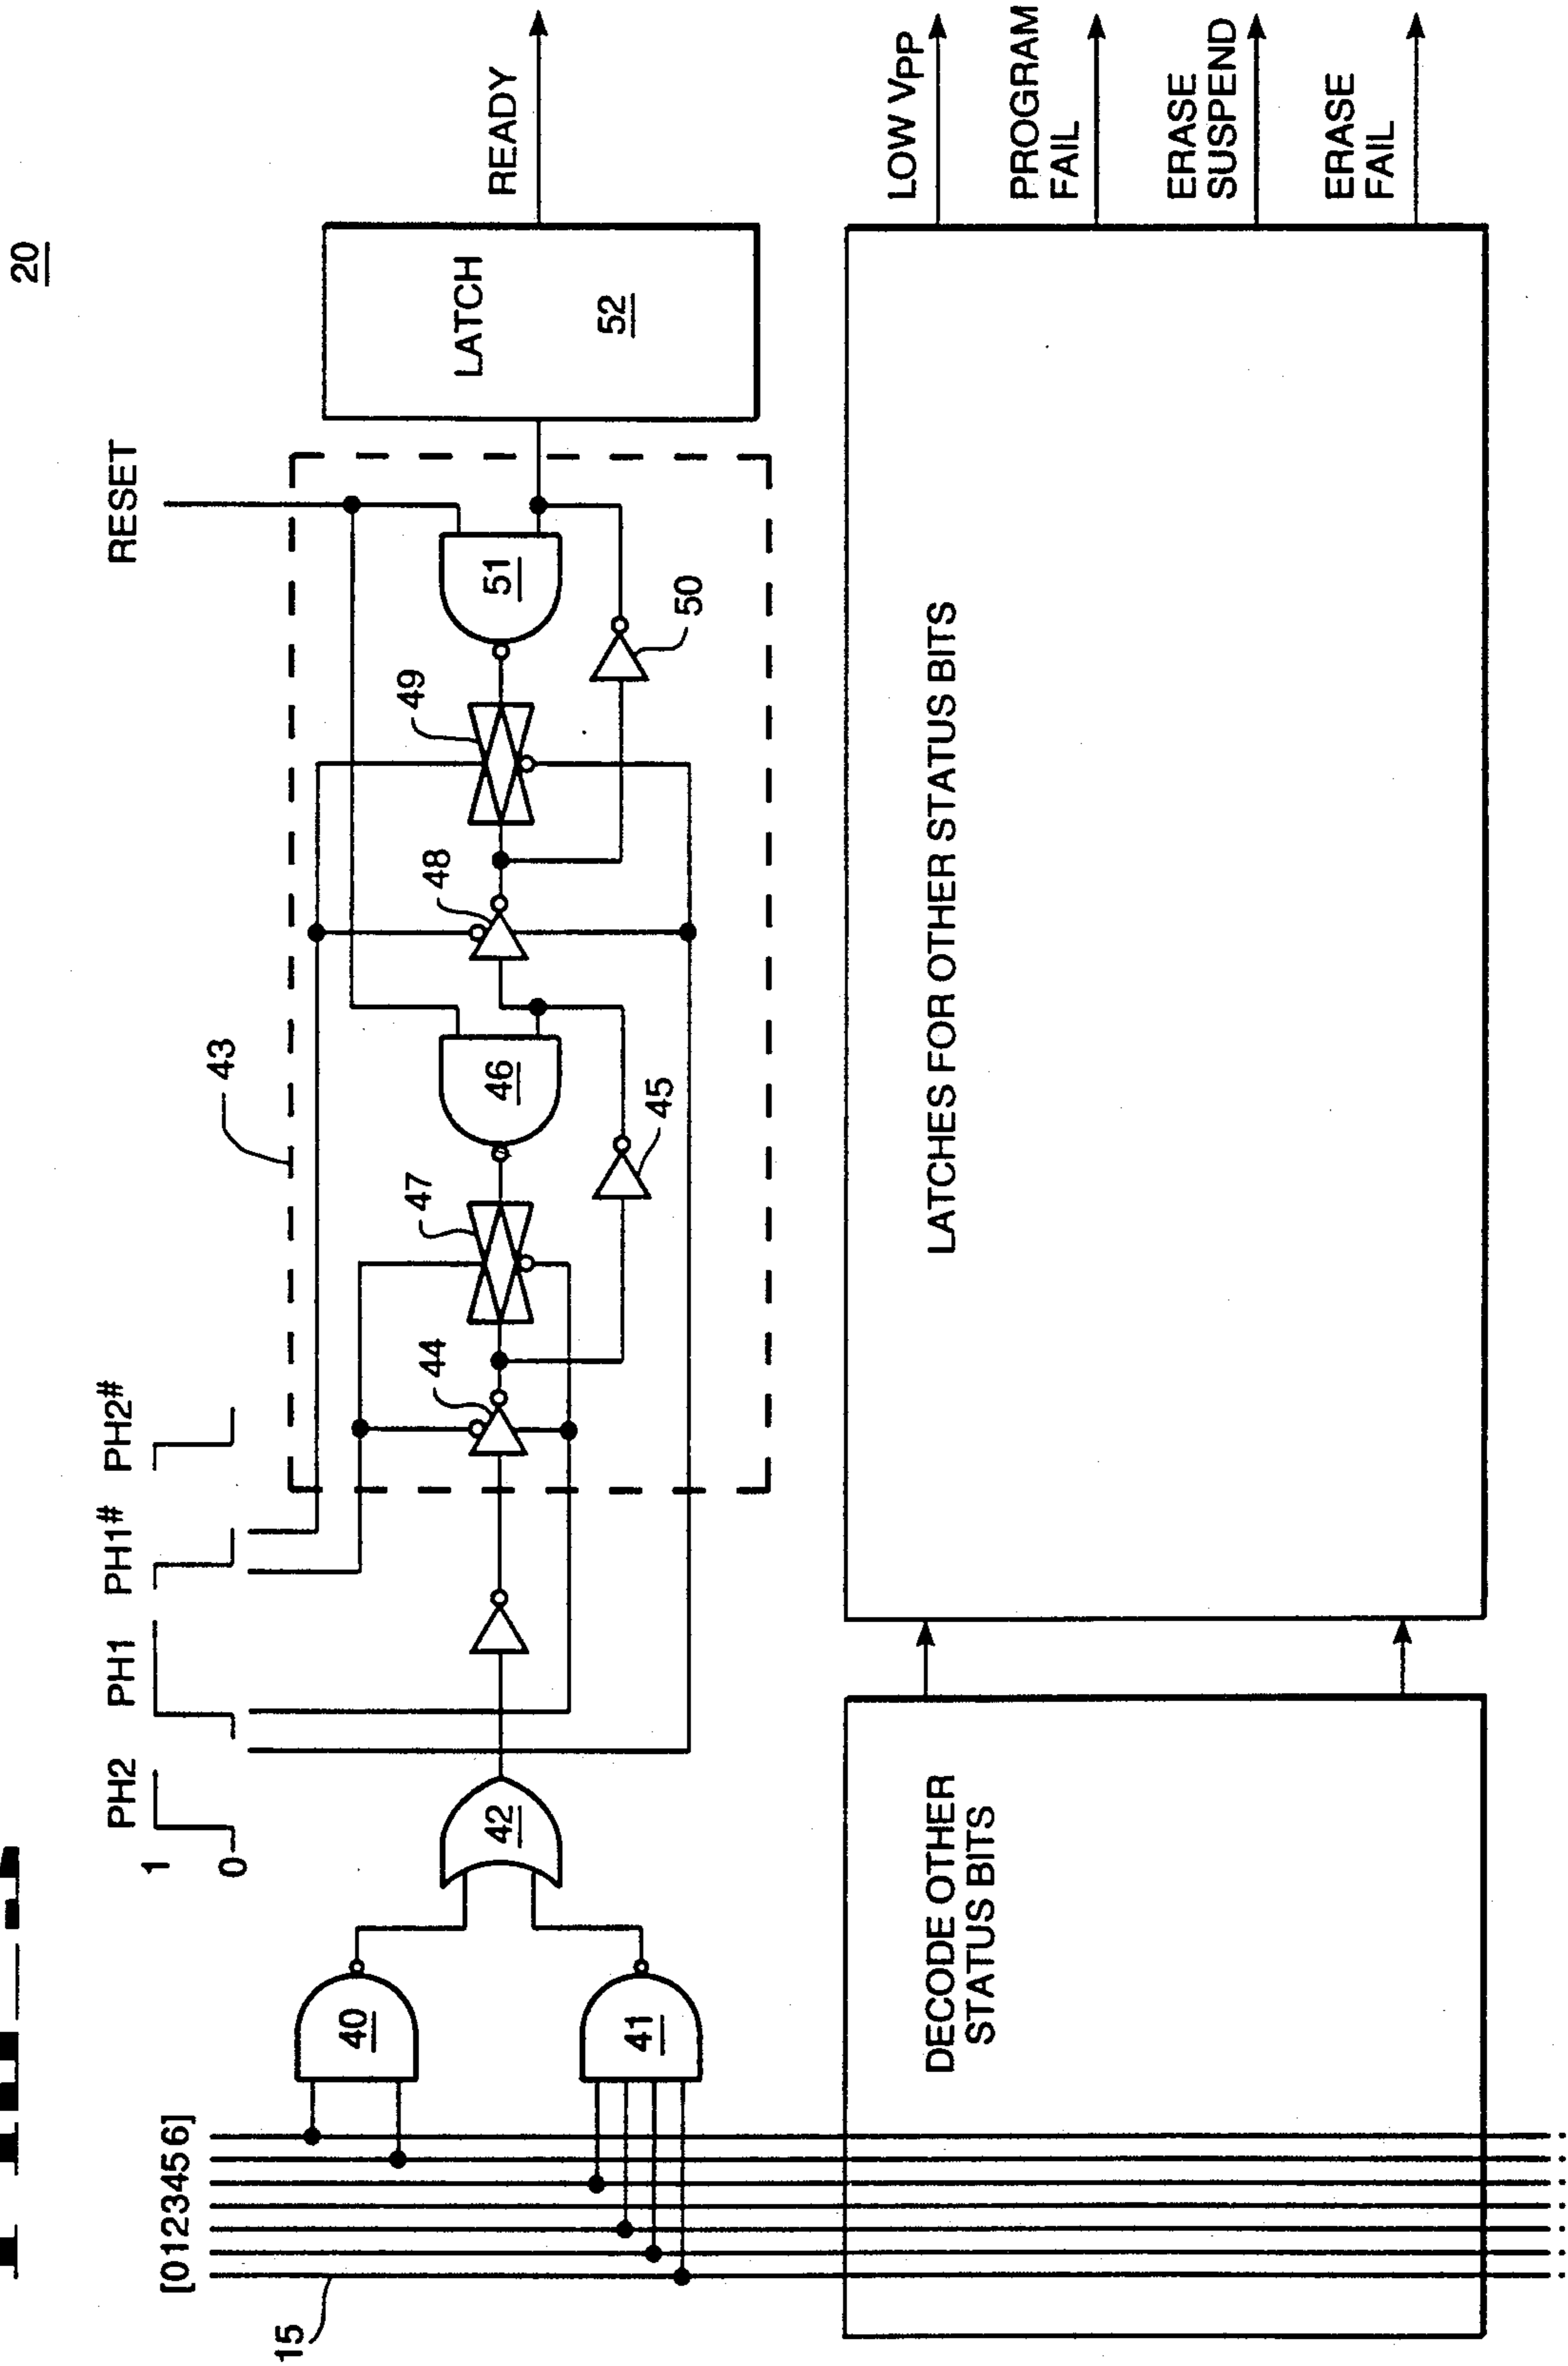 20
PH2
PH1
PH1#
PH2#
RESET
1
0
43
[0123456]
15
40
41
42
44
47
46
45
48
49
51
50
LATCH
52
READY
DECODE OTHER
STATUS BITS
LATCHES FOR OTHER STATUS BITS
LOW VPP
PROGRAM
FAIL
ERASE
SUSPEND
ERASE
FAIL